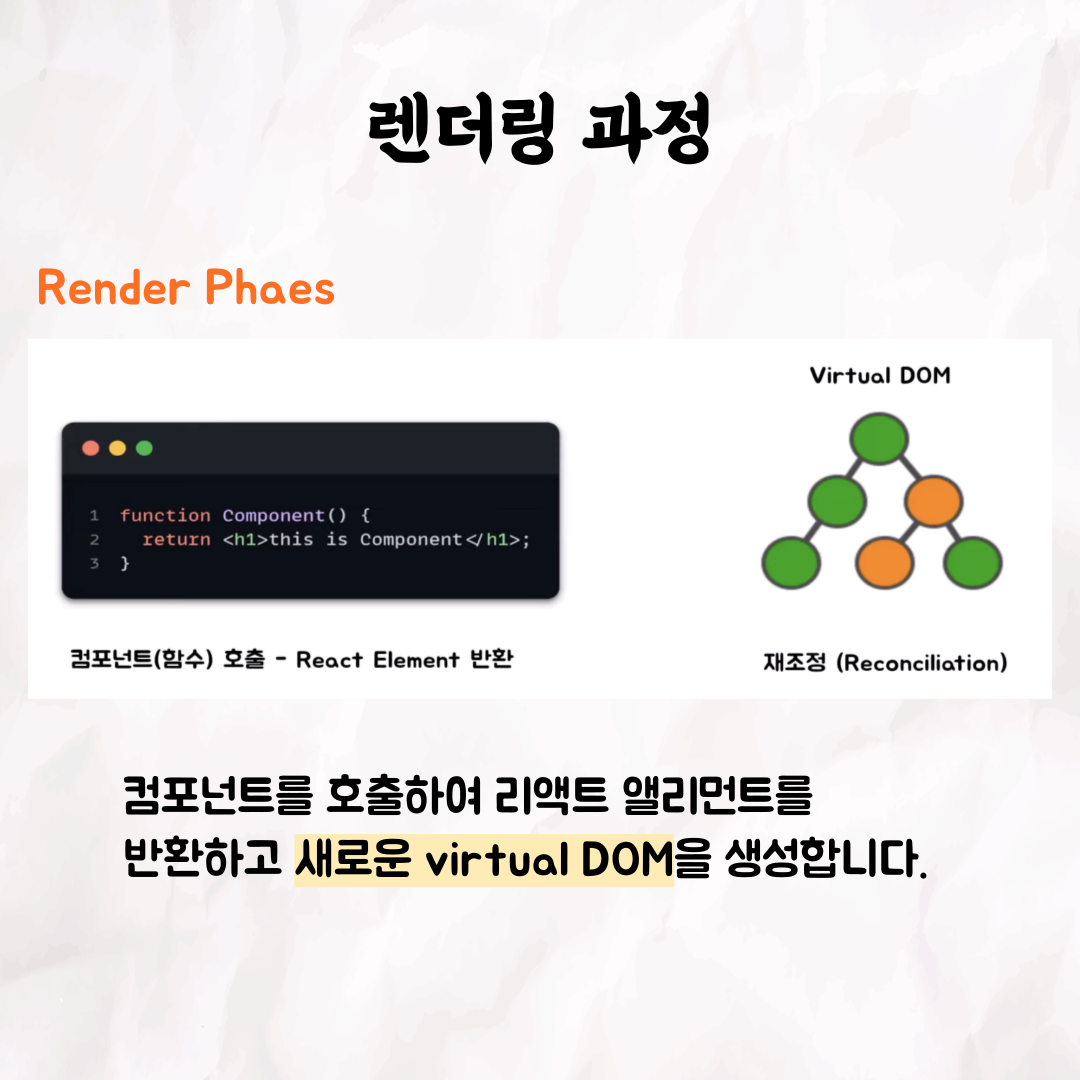 렌더링 과정
Render Phaes
Virtual DOM
1 function Component() {
2 return <h1>this is Component</h1>;
3 }
컴포넌트(함수) 호출 - React Element 반환
재조정 (Reconciliation)
컴포넌트를 호출하여 리액트 앨리먼트를
반환하고 새로운 virtual DOM을 생성합니다.